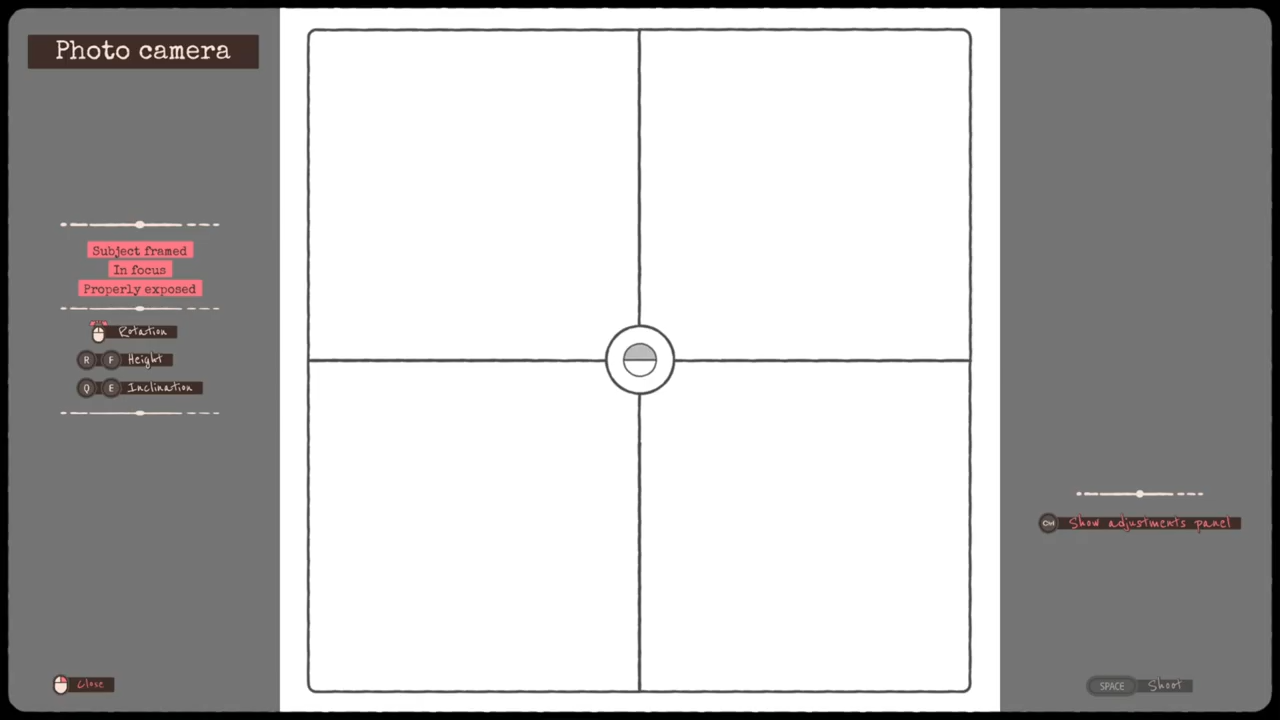 Photo camera
Subject framed
In focus
Properly exposed
Rotation
R F Height
Q E Inclination
Close
Show adjustments panel
SPACE Shoot